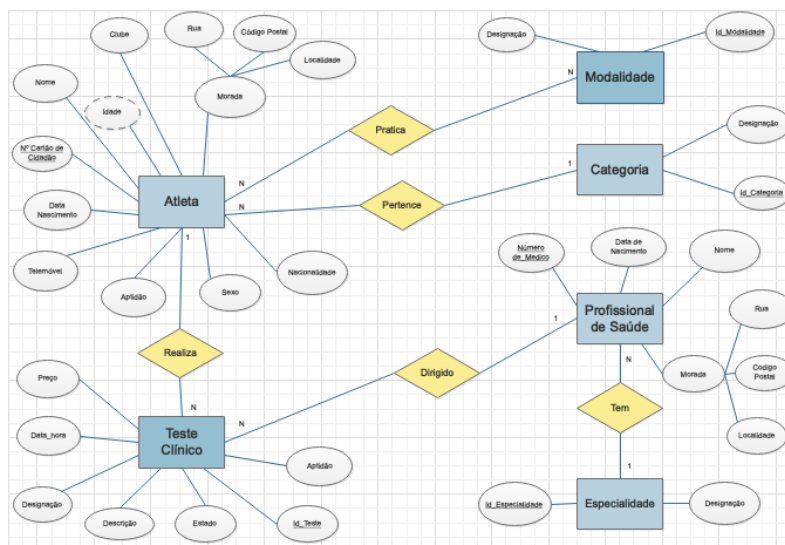 Clube
Rua
Código Postal
Localidade
Designação
Id_Modalidade
Modalidade
Nome
Idade
Morada
N
Pratica
Designação
Nº Cartão de
Cidadão
Atleta
N
N
1
Categoria
Pertence
Id_Categoria
Data
Nascimento
1
Telemóvel
Aptidão
Sexo
Nacionalidade
Número
de_Medico
Data de
Nascimento
Nome
Profissional
de Saúde
1
Rua
Realiza
Dirigido
N
Morada
Codigo
Postal
Preço
Tem
N
N
Data_hora
Teste
Clínico
Localidade
Aptidão
1
Designação
Descrição
Estado
Id_Teste
Id_Especialidade
Especialidade
Designação